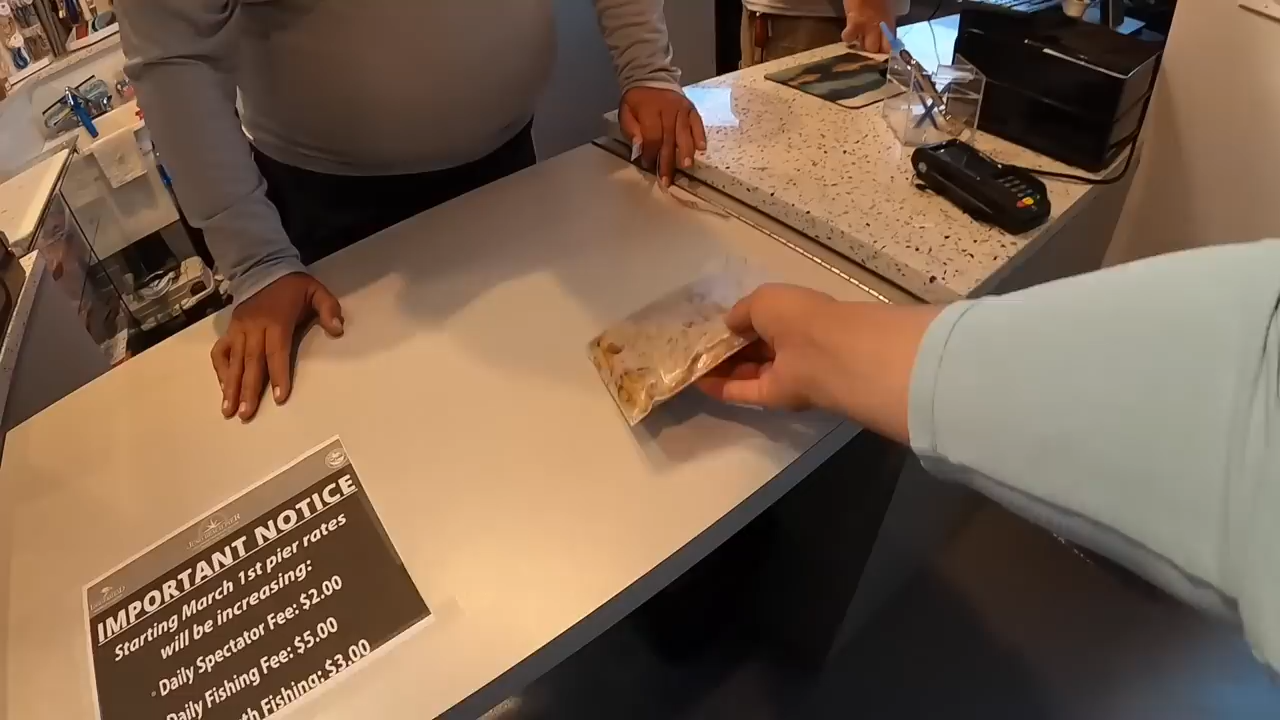 IMPORTANT NOTICE
Starting March 1st pier rates
will be increasing:
Daily Spectator Fee: $2.00
Daily Fishing Fee: $5.00
th Fishing: $3.00